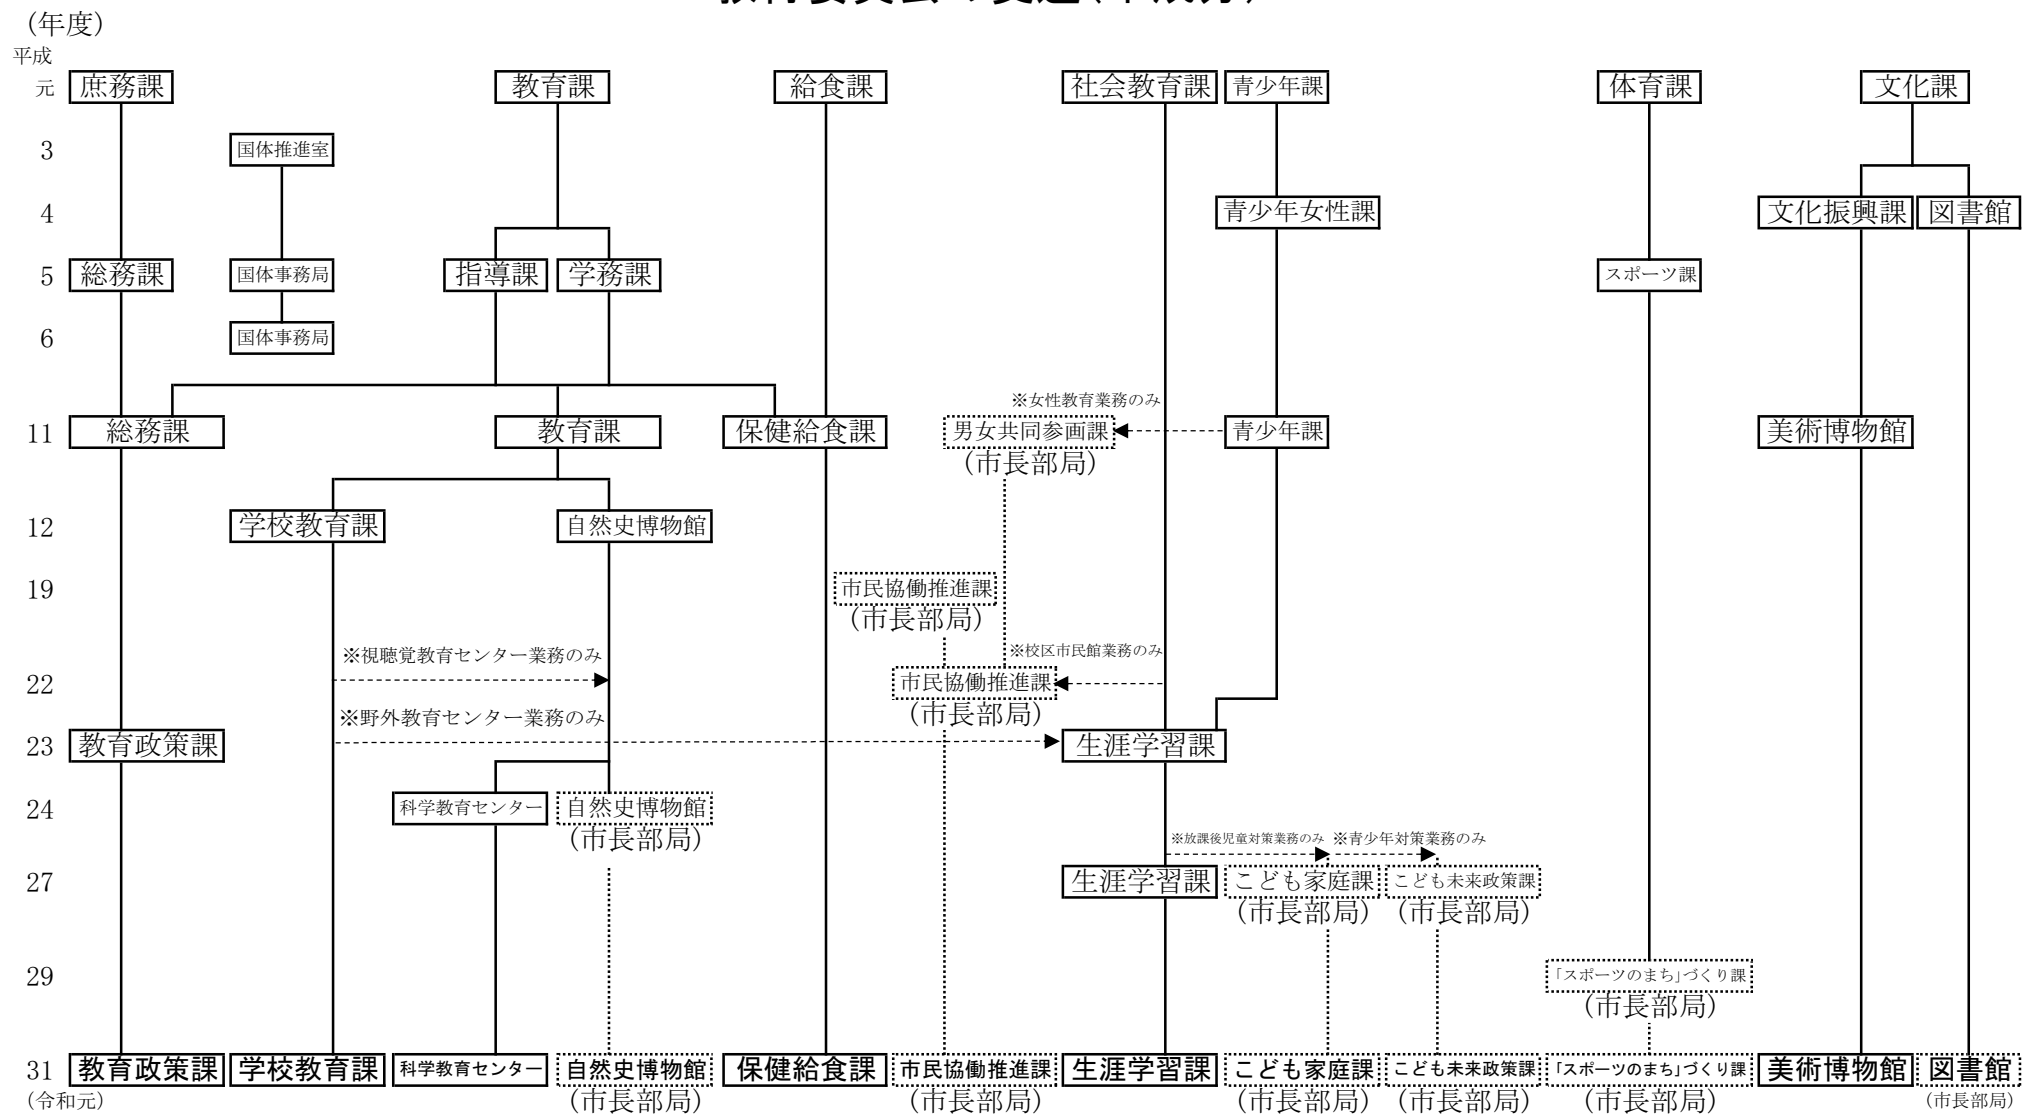 (年度)
平成
元 庶務課 教育課 給食課 社会教育課 青少年課 体育課 文化課
3 国体推進室
4 青少年女性課 文化振興課 図書館
5 総務課 国体事務局 指導課 学務課 スポーツ課
6 国体事務局
※女性教育業務のみ
11 総務課 教育課 保健給食課 男女共同参画課 青少年課 美術博物館
(市長部局)
12 学校教育課 自然史博物館
19 市民協働推進課
(市長部局)
※視聴覚教育センター業務のみ ※校区市民館業務のみ
22 市民協働推進課
(市長部局)
※野外教育センター業務のみ
23 教育政策課 生涯学習課
24 科学教育センター 自然史博物館
(市長部局)
※放課後児童対策業務のみ ※青少年対策業務のみ
27 生涯学習課 こども家庭課 こども未来政策課
(市長部局) (市長部局)
29 「スポーツのまち」づくり課
(市長部局)
31 教育政策課 学校教育課 科学教育センター 自然史博物館 保健給食課 市民協働推進課 生涯学習課 こども家庭課 こども未来政策課 「スポーツのまち」づくり課 美術博物館 図書館
(令和元) (市長部局) (市長部局) (市長部局) (市長部局) (市長部局) (市長部局)